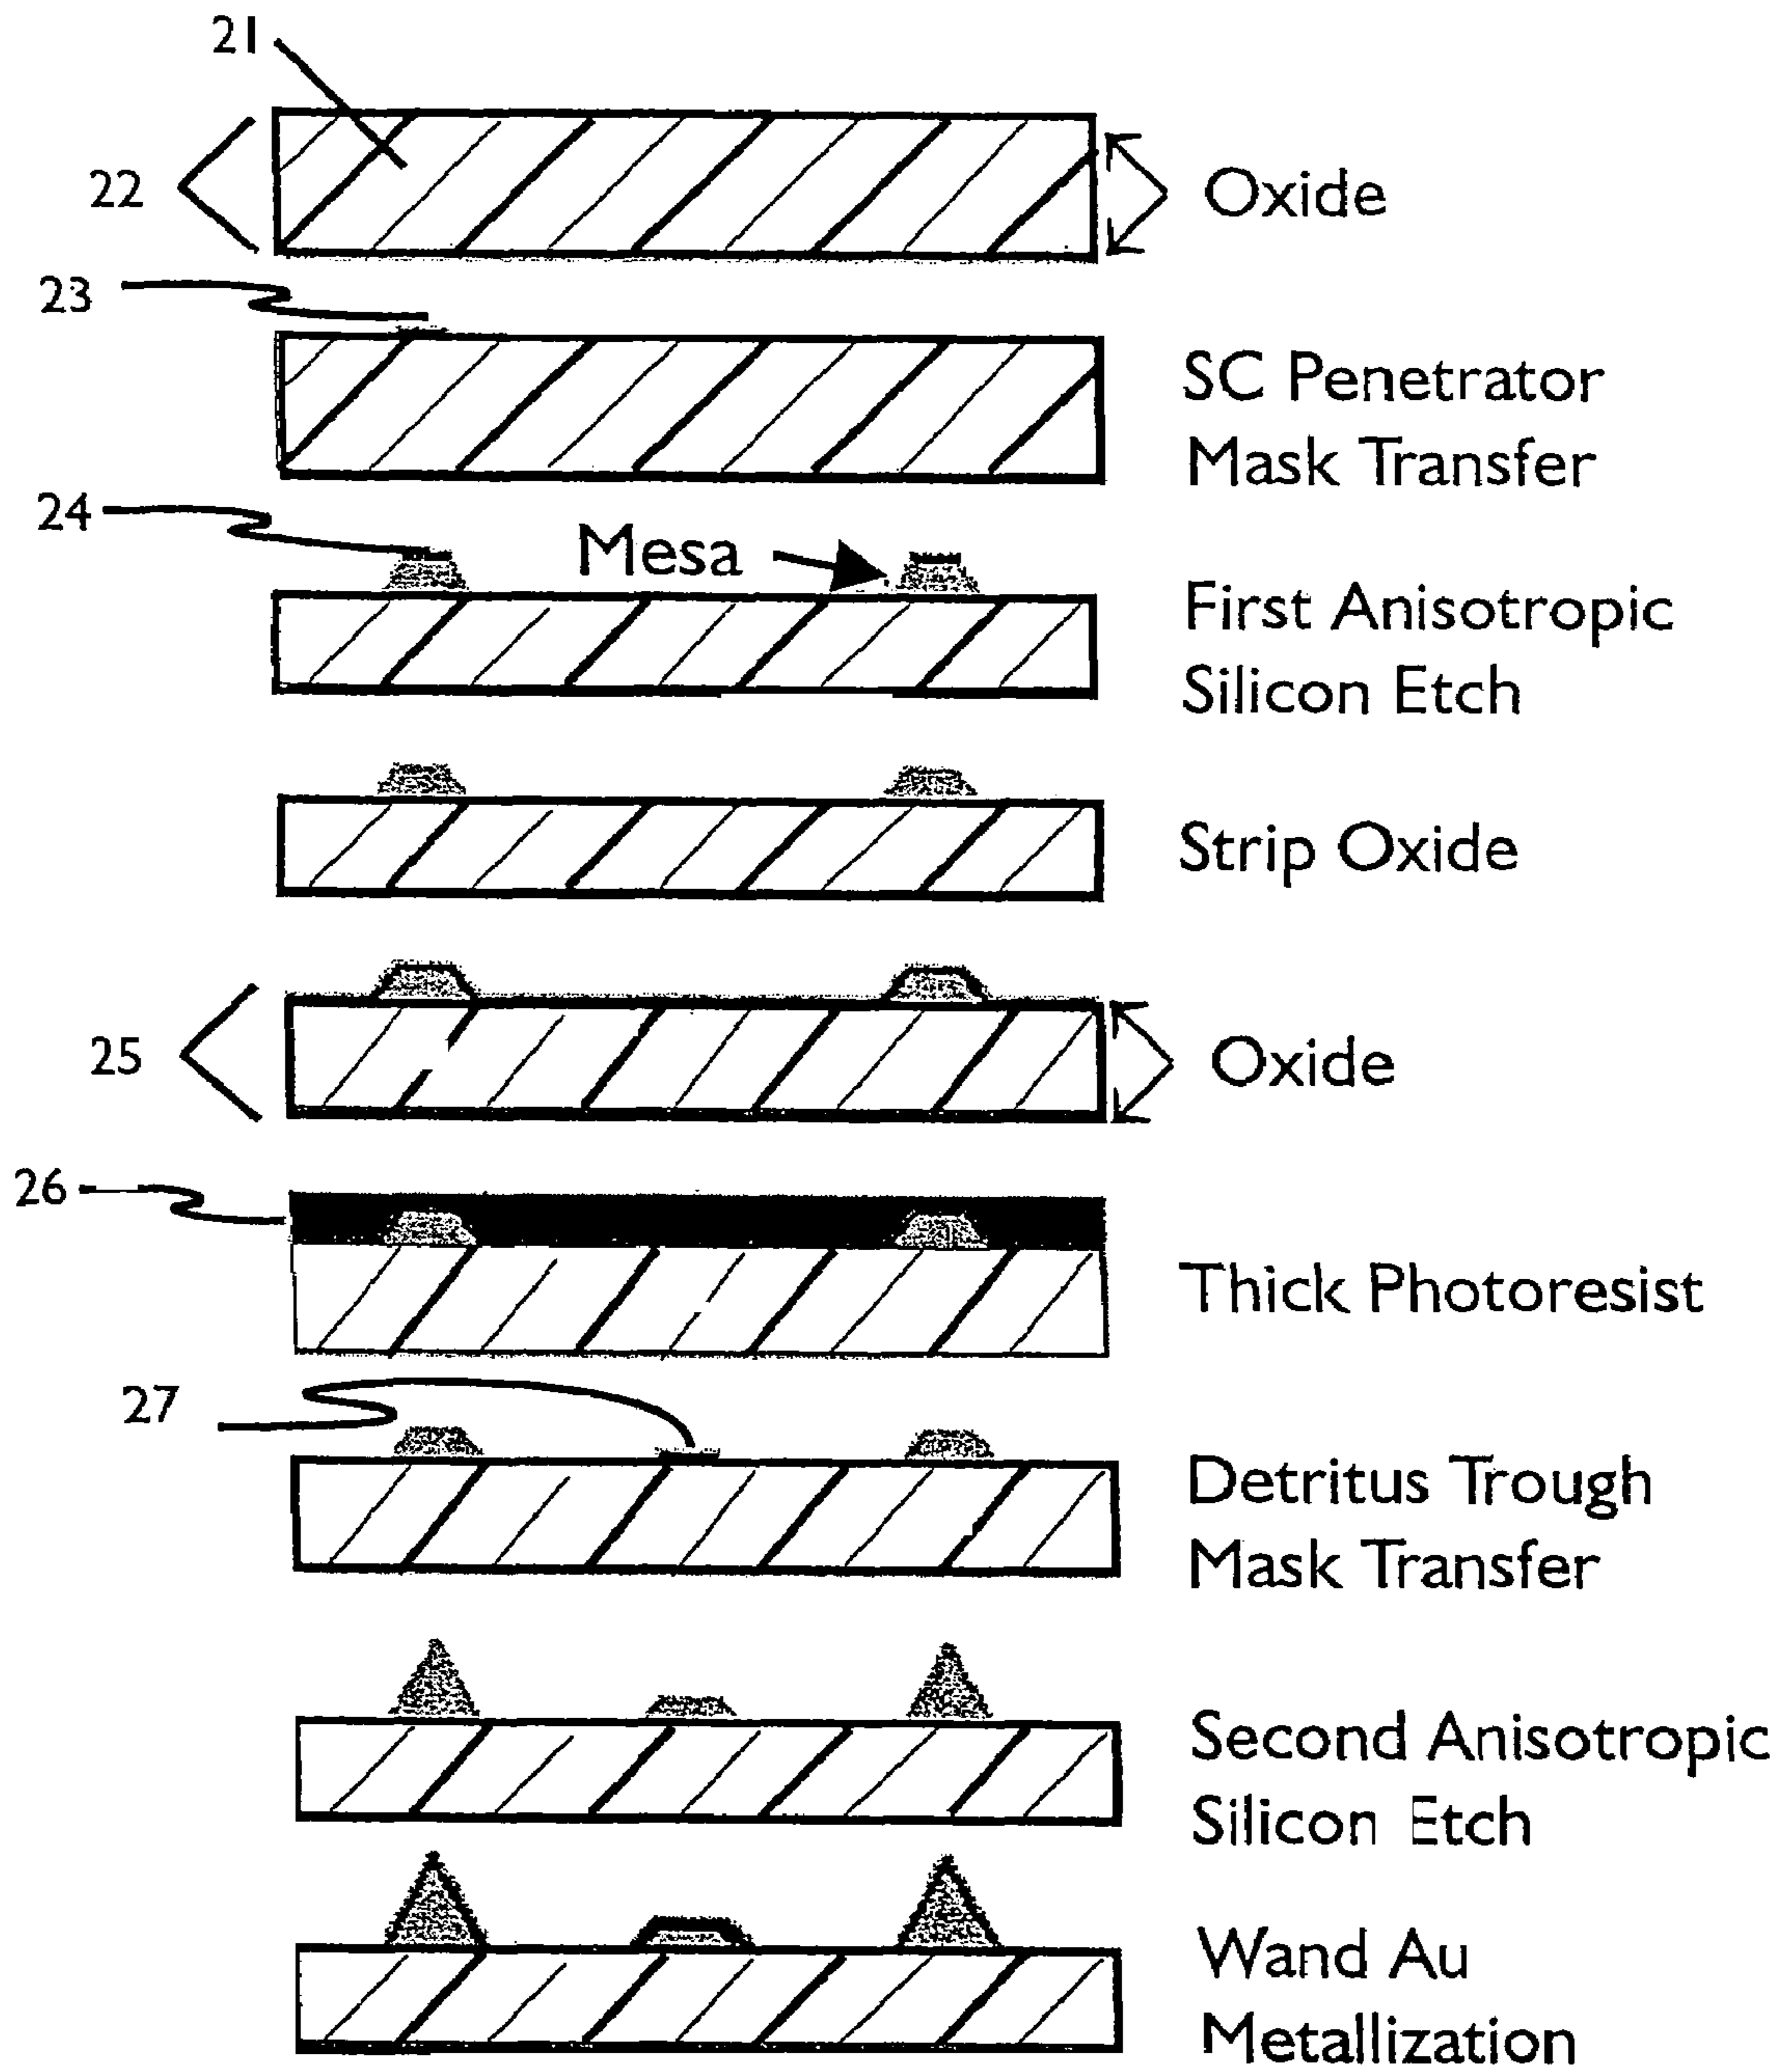 21
22
Oxide
23
SC Penetrator
Mask Transfer
24
Mesa
First Anisotropic
Silicon Etch
Strip Oxide
25
Oxide
26
Thick Photoresist
27
Detritus Trough
Mask Transfer
Second Anisotropic
Silicon Etch
Wand Au
Metallization